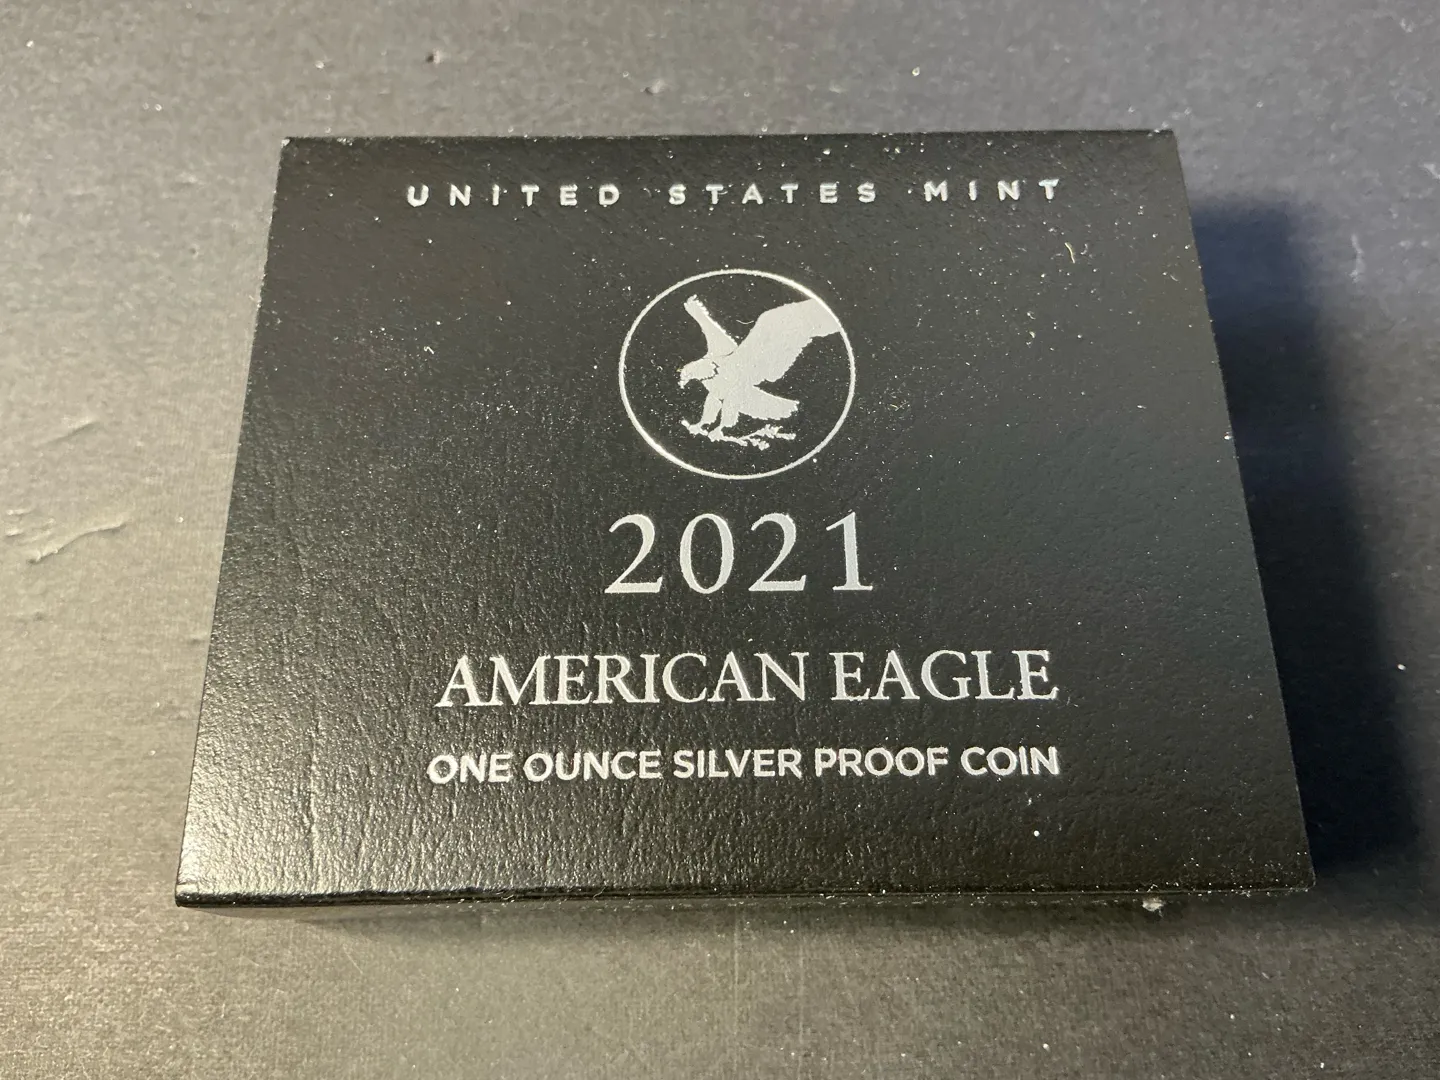 UNITED STATES MINT
2021
AMERICAN EAGLE
ONE OUNCE SILVER PROOF COIN